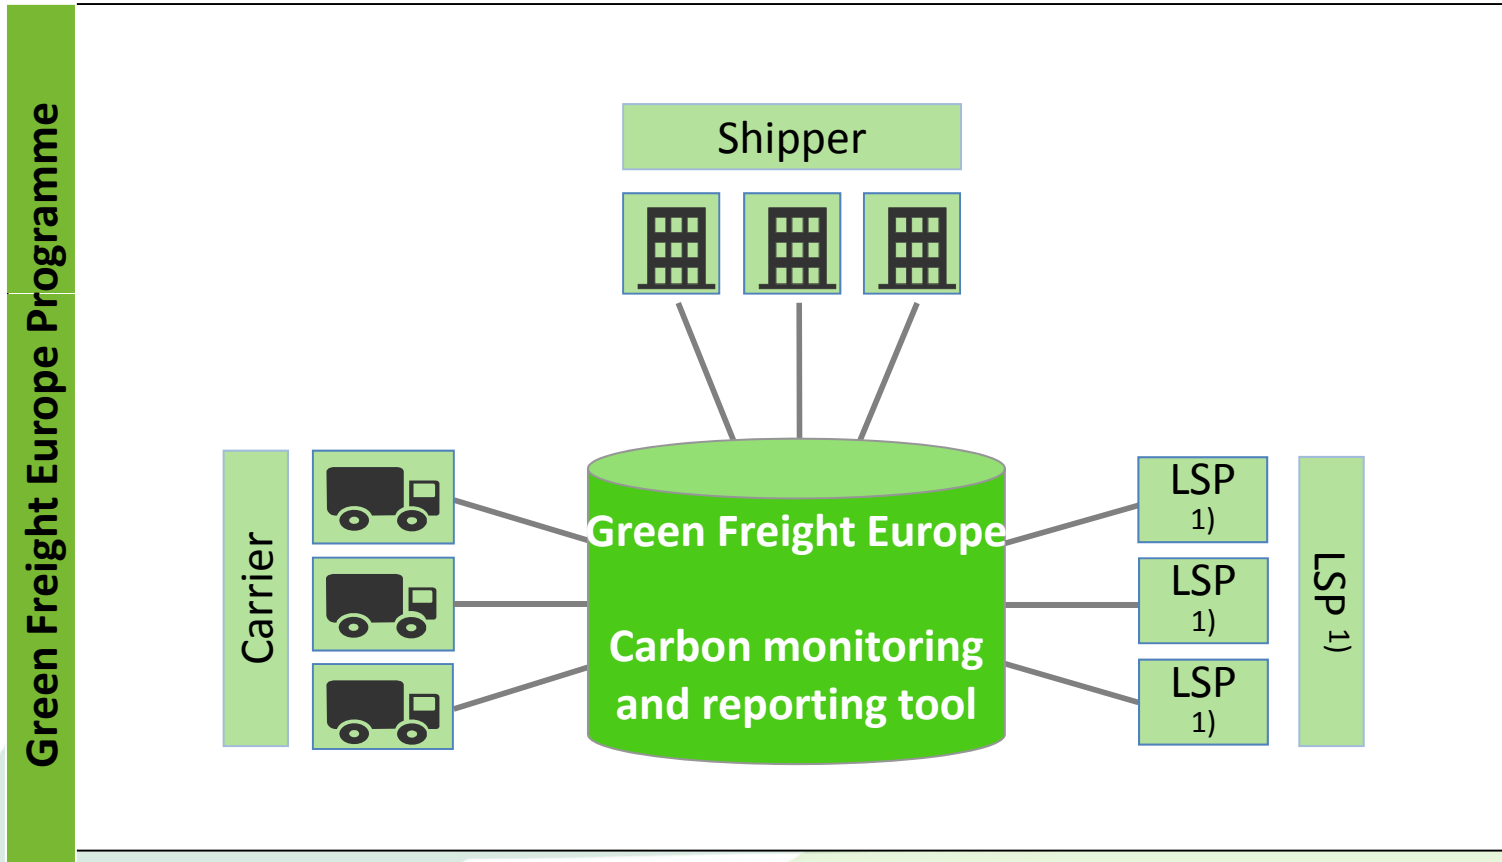 Green Freight Europe Programme
Shipper
Carrier
Green Freight Europe
Carbon monitoring
and reporting tool
LSP
1)
LSP
1)
LSP
1)
LSP 1)